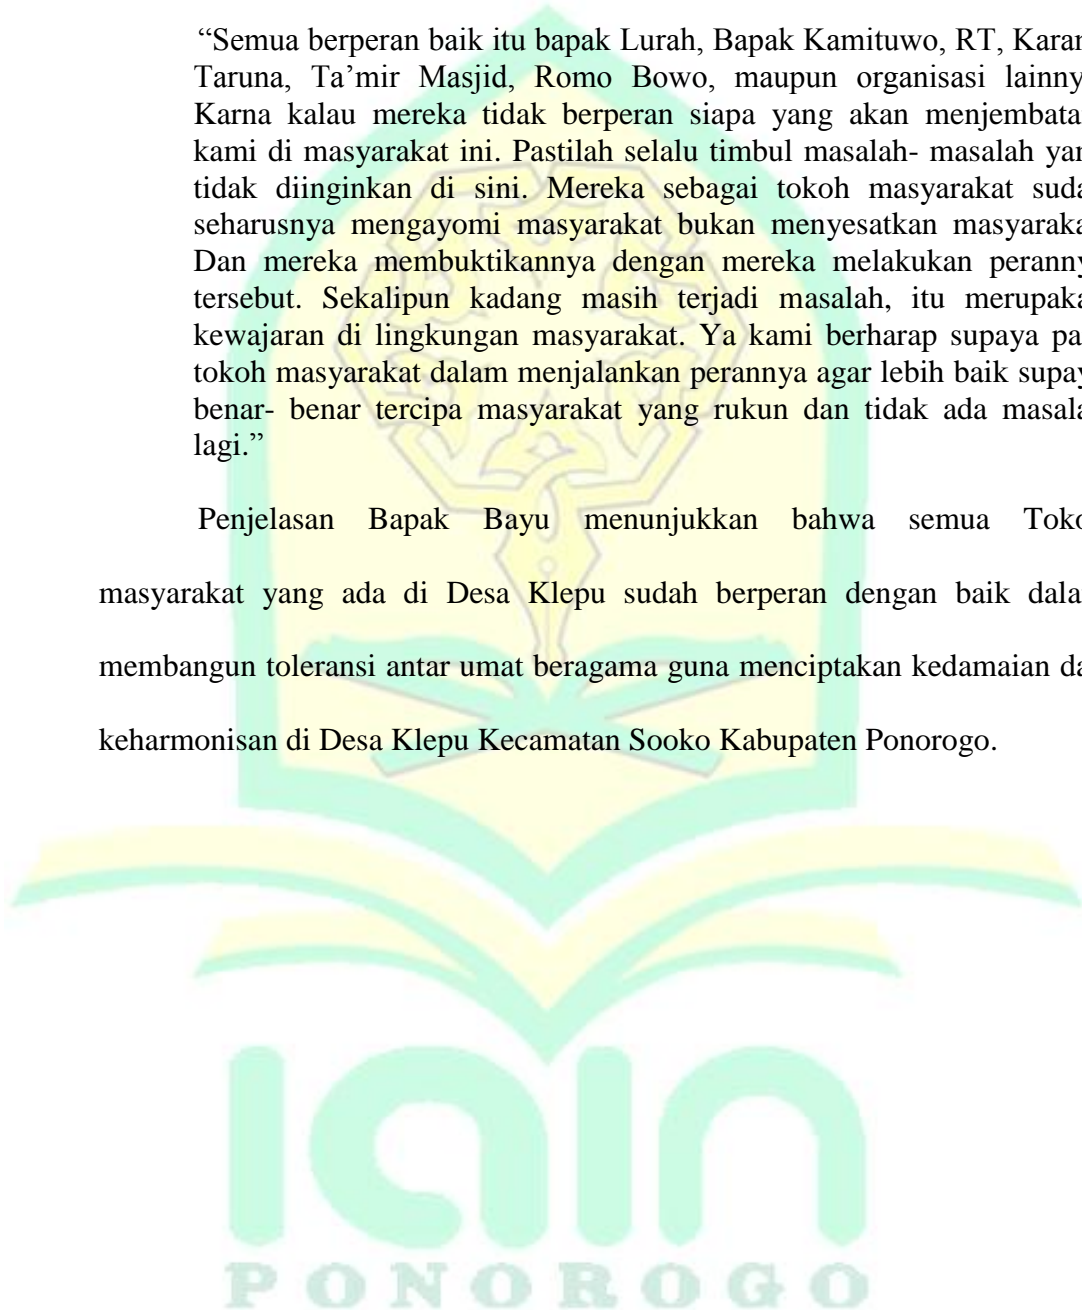 “Semua berperan baik itu bapak Lurah, Bapak Kamituwo, RT, Karan
Taruna, Ta’mir Masjid, Romo Bowo, maupun organisasi lainny
Karna kalau mereka tidak berperan siapa yang akan menjembata
kami di masyarakat ini. Pastilah selalu timbul masalah- masalah yan
tidak diinginkan di sini. Mereka sebagai tokoh masyarakat suda
seharusnya mengayomi masyarakat bukan menyesatkan masyaraka
Dan mereka membuktikannya dengan mereka melakukan peranny
tersebut. Sekalipun kadang masih terjadi masalah, itu merupaka
kewajaran di lingkungan masyarakat. Ya kami berharap supaya pa
tokoh masyarakat dalam menjalankan perannya agar lebih baik supay
benar- benar tercipa masyarakat yang rukun dan tidak ada masala
lagi.”
Penjelasan Bapak Bayu menunjukkan bahwa semua Toko
masyarakat yang ada di Desa Klepu sudah berperan dengan baik dala
membangun toleransi antar umat beragama guna menciptakan kedamaian da
keharmonisan di Desa Klepu Kecamatan Sooko Kabupaten Ponorogo.
iain
PONOROGO